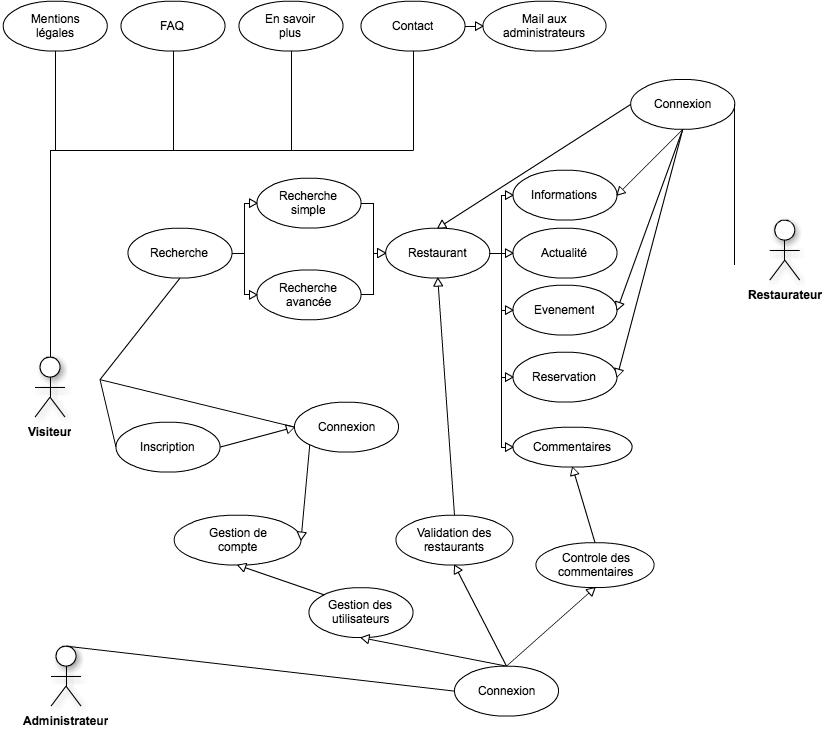 Mentions
légales
FAQ
En savoir
plus
Contact
Mail aux
administrateurs
Connexion
Recherche
simple
Informations
Recherche
Restaurant
Actualité
Recherche
avancée
Evenement
Restaurateur
Reservation
Visiteur
Inscription
Connexion
Commentaires
Gestion de
compte
Validation des
restaurants
Controle des
commentaires
Gestion des
utilisateurs
Connexion
Administrateur